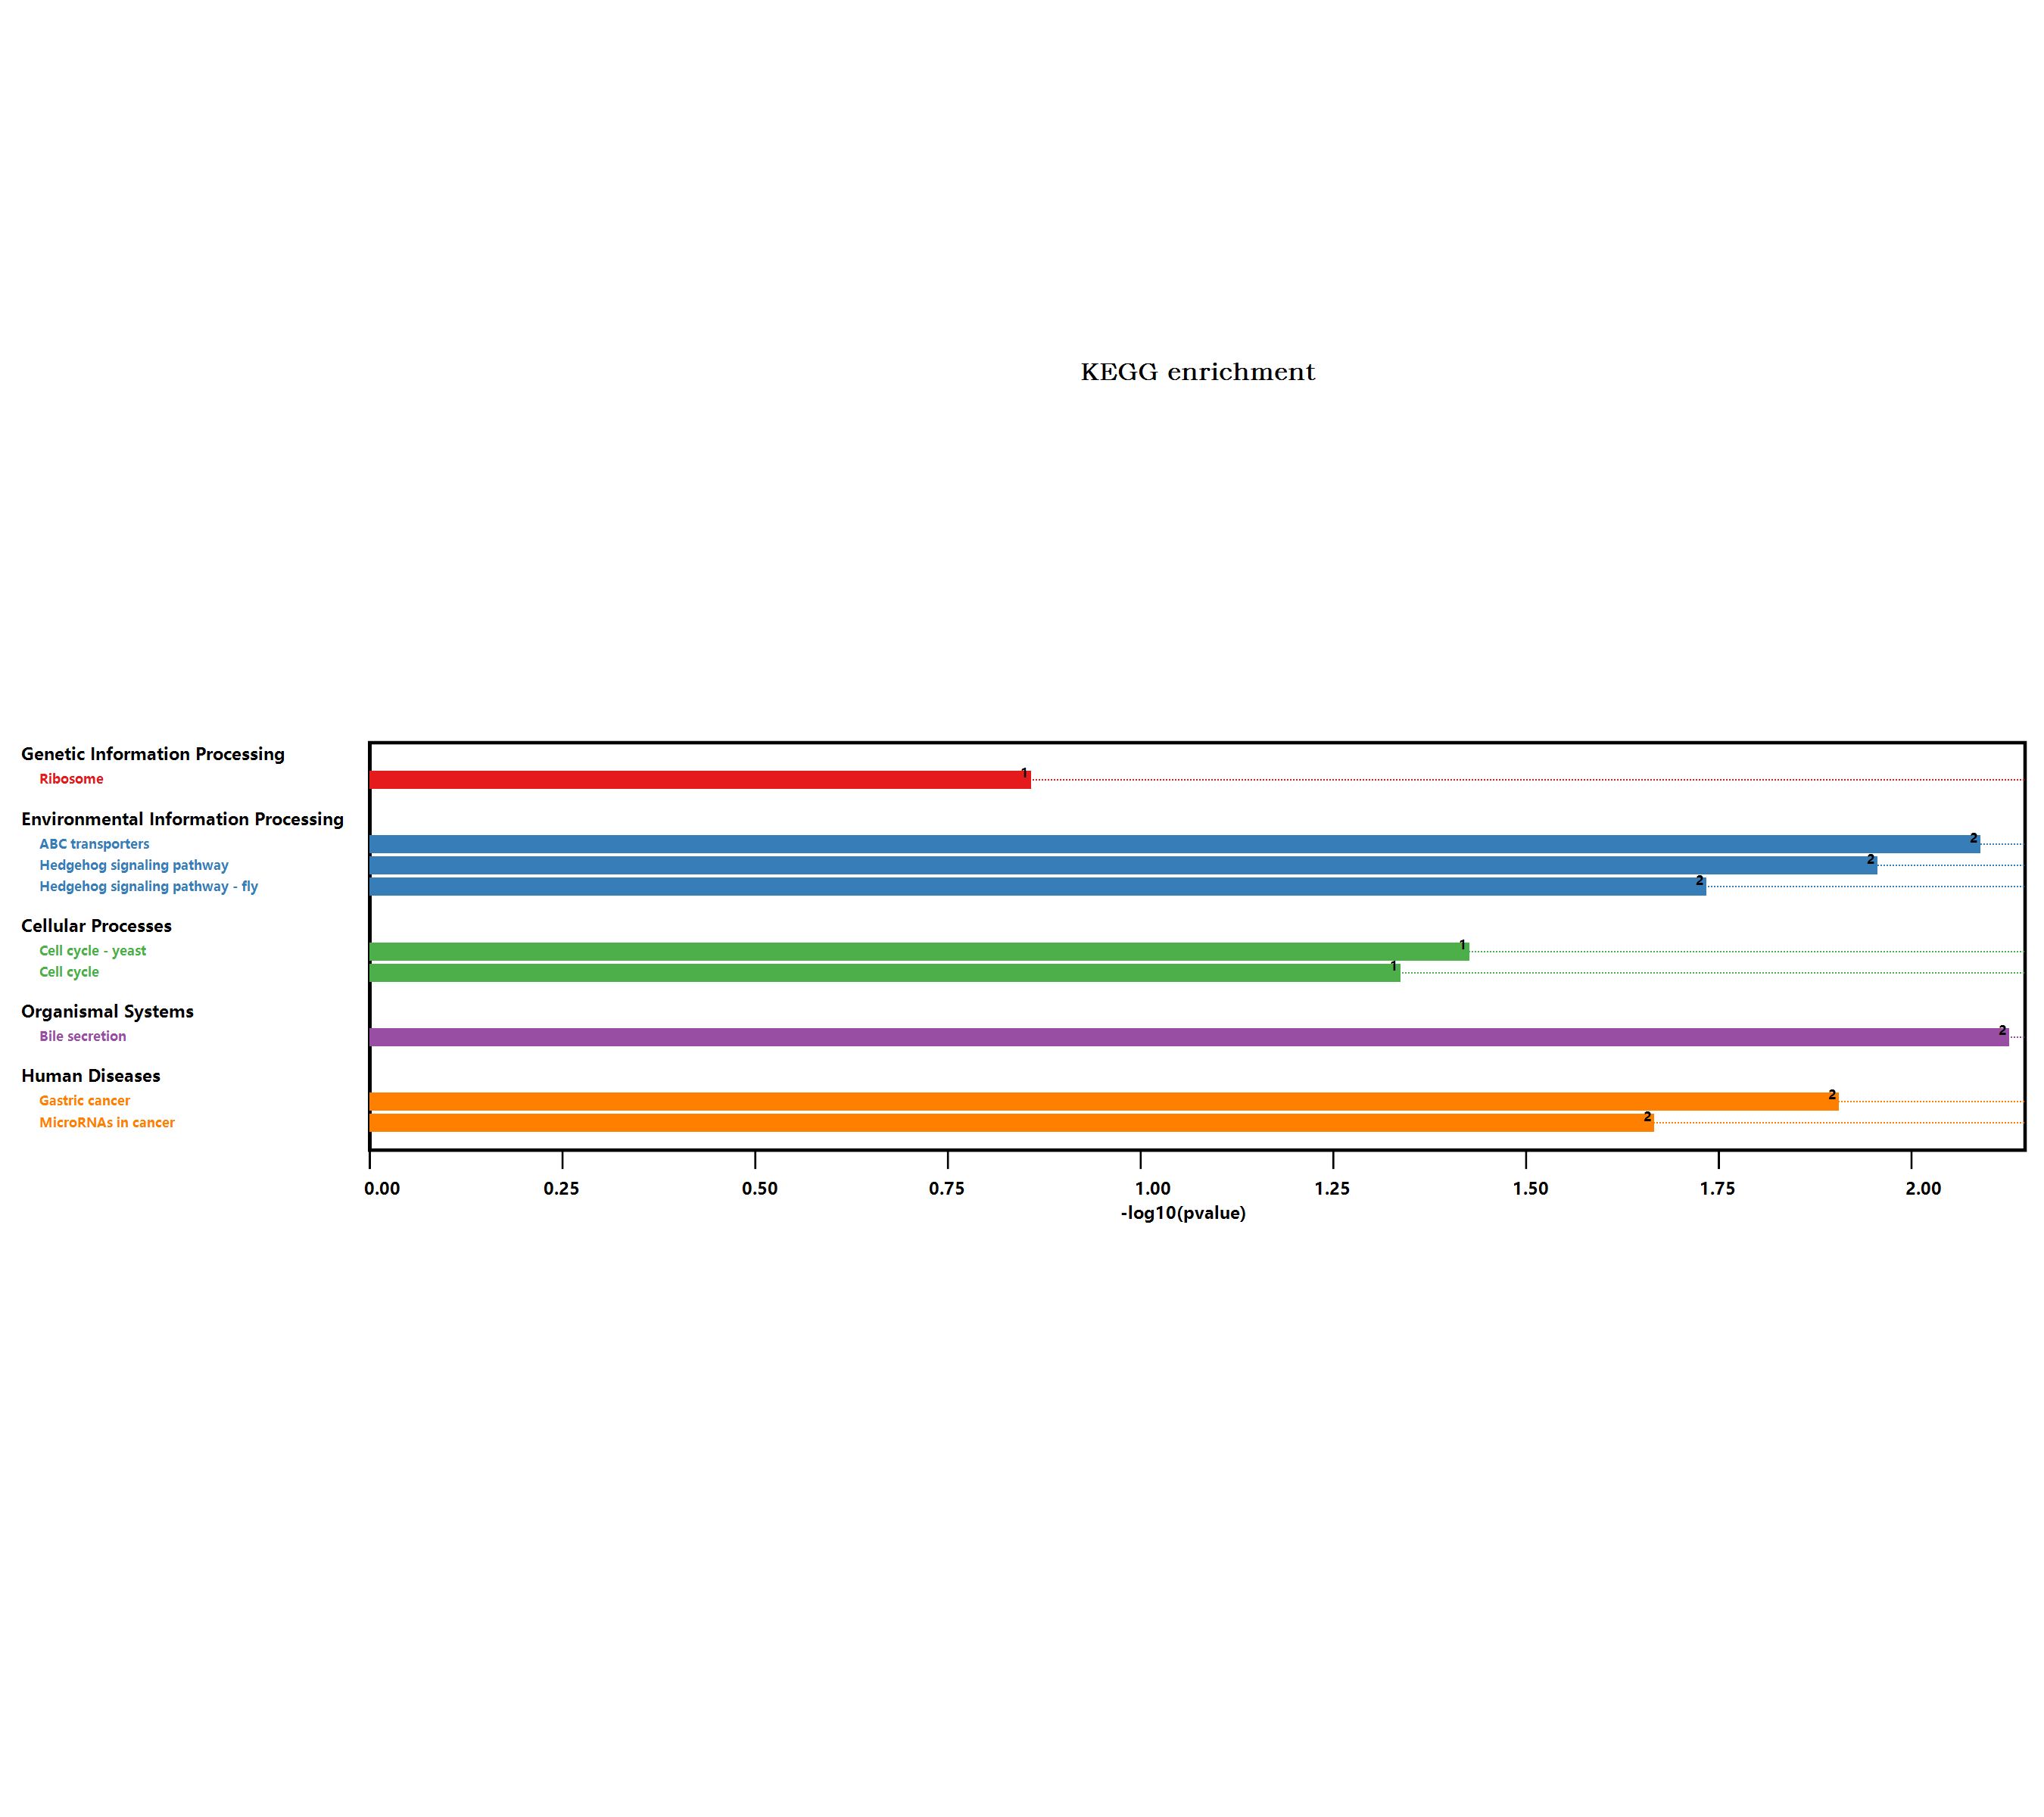 KEGG enrichment
Genetic Information Processing
Ribosome
1
Environmental Information Processing
ABC transporters
2
Hedgehog signaling pathway
2
Hedgehog signaling pathway - fly
2
Cellular Processes
Cell cycle - yeast
1
Cell cycle
1
Organismal Systems
Bile secretion
2
Human Diseases
Gastric cancer
2
MicroRNAs in cancer
2
0.00 0.25 0.50 0.75 1.00 1.25 1.50 1.75 2.00
-log10(pvalue)